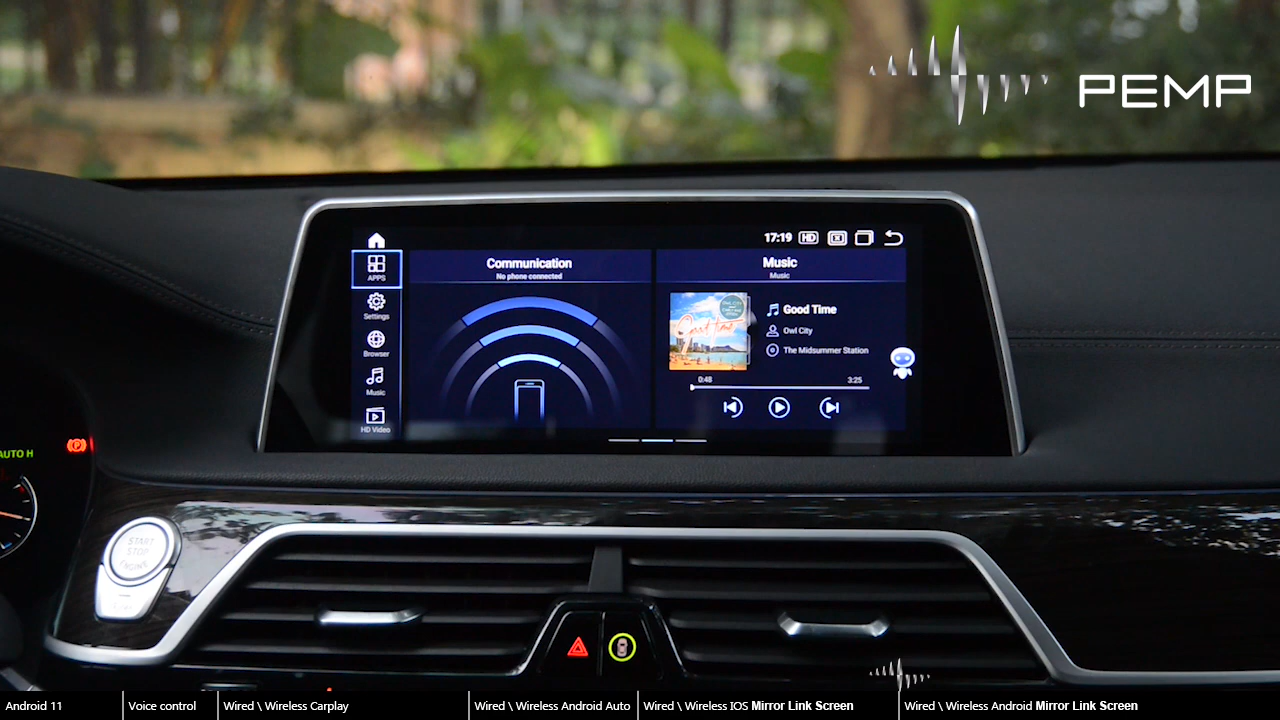 PEMP
17:19 HD
APPS
Settings
Browser
Music
HD Video
Communication
No phone connected
Music
Music
Good Time
Owl City
The Midsummer Station
0:48 3:25
AUTO H
START
STOP
ENGINE
Android 11
Voice control
Wired \ Wireless Carplay
Wired \ Wireless Android Auto
Wired \ Wireless IOS Mirror Link Screen
Wired \ Wireless Android Mirror Link Screen